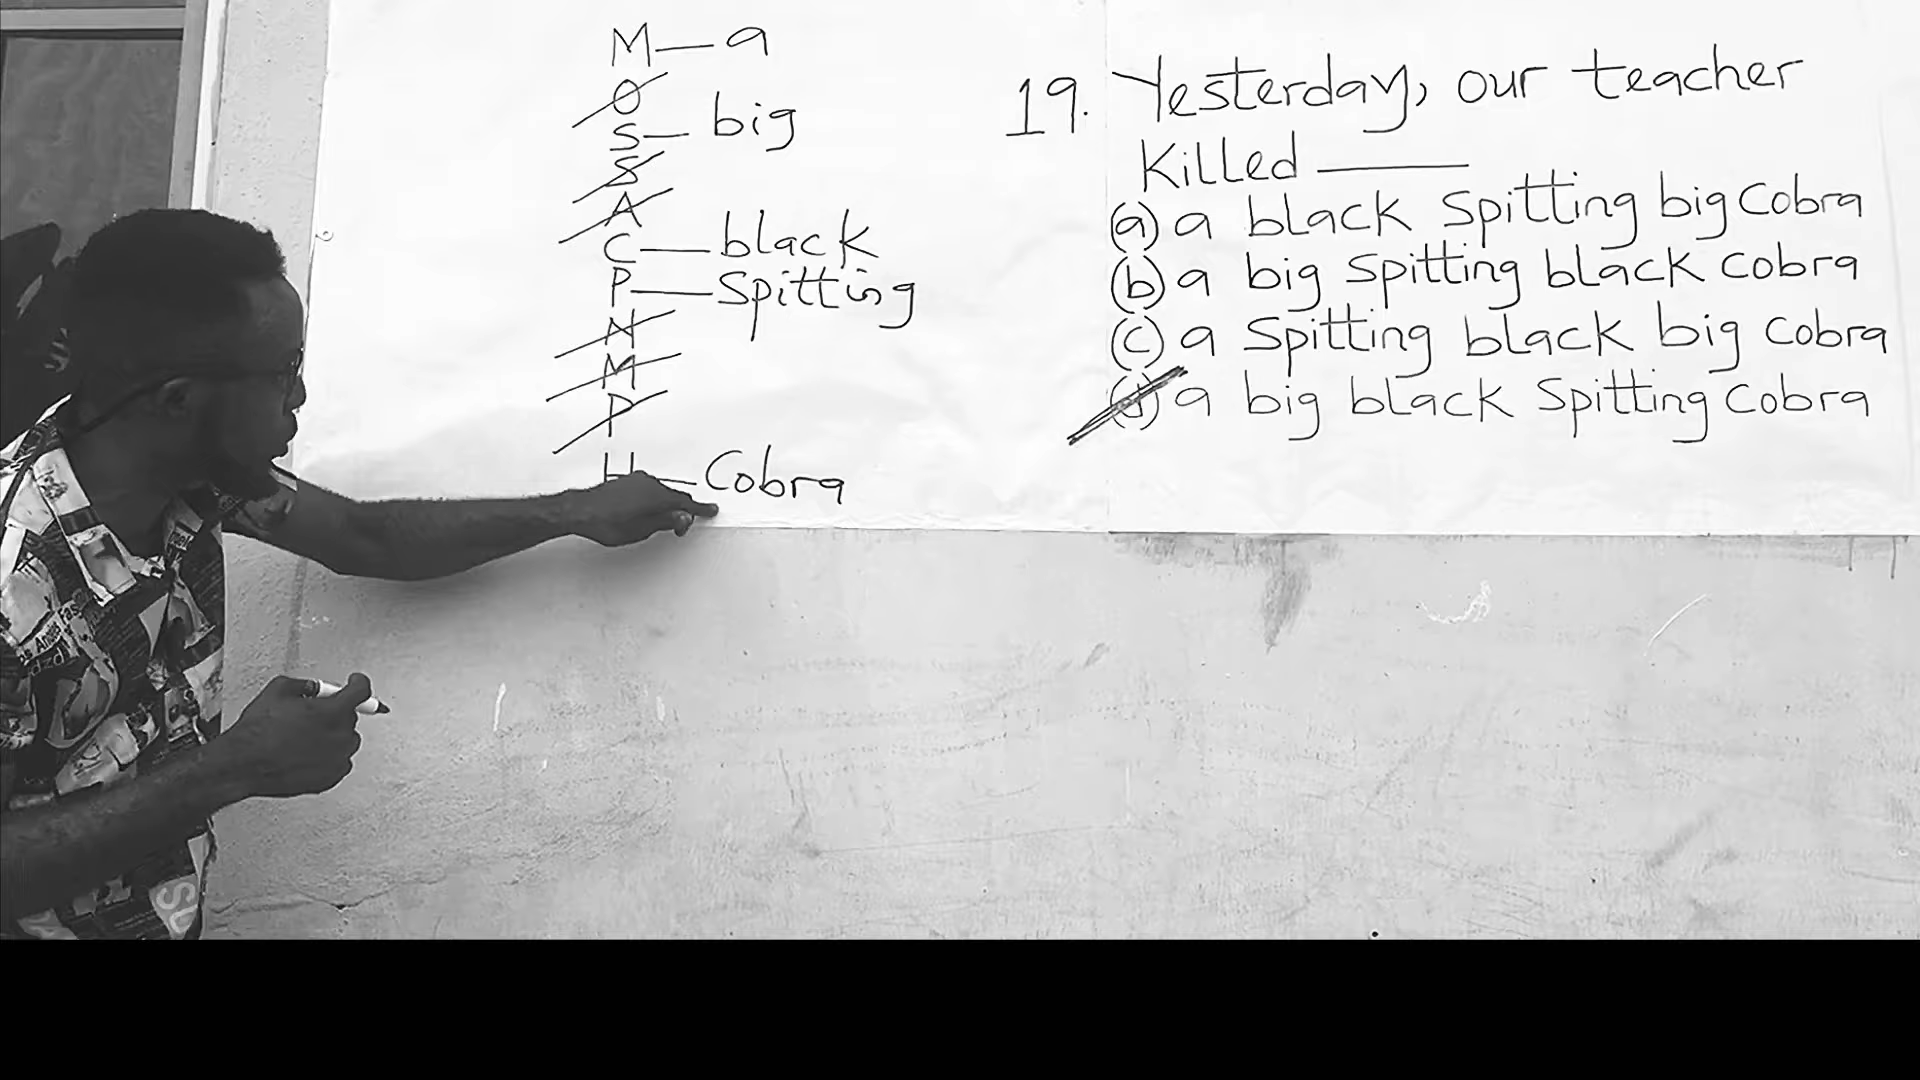 M — a
O
S — big
S
A
C — black
P — Spitting
N
M
P
H — Cobra
19. Yesterday, our teacher
Killed ______
(a) a black Spitting big Cobra
(b) a big Spitting black Cobra
(c) a Spitting black big Cobra
(d) a big black Spitting Cobra